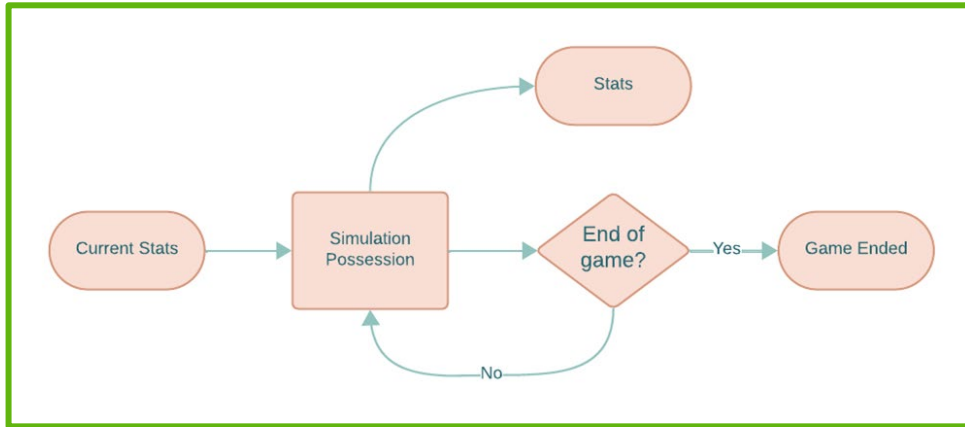 Stats
Current Stats
Simulation
Possession
End of
game?
Yes
Game Ended
No